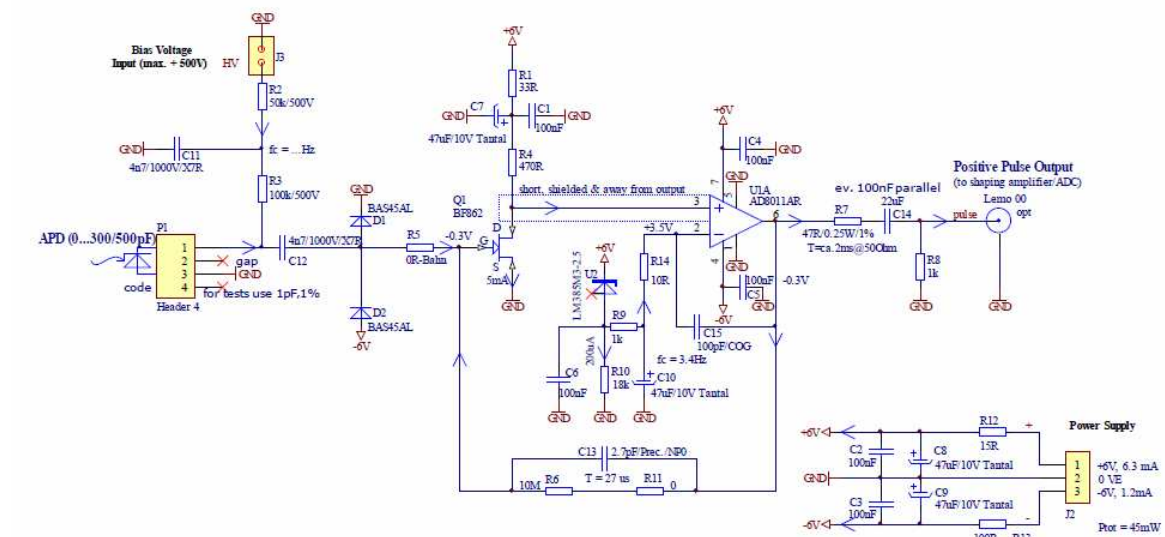 GND
Bias Voltage
Input (max. + 500V)
HV
J3
R2
50k/500V
GND
C11
4n7/1000V/X7R
fc = ....Hz
R3
100k/500V
APD (0...300/500pF)
P1
1
2
3
4
gap
GND
code
for tests use 1pF,1%
Header 4
4n7/1000V/X7R
C12
BAS45AL
D1
D2
BAS45AL
-6V
GND
R5
0R-Bahn
-0.3V
+6V
R1
33R
GND
C7
47uF/10V Tantal
C1
100nF
GND
R4
470R
Q1
BF862
D
G
S
5mA
GND
short, shielded & away from output
+3.5V
+6V
U2
LM385M3-2.5
R14
10R
R9
1k
200uA
C6
100nF
GND
R10
18k
GND
C10
47uF/10V Tantal
GND
fc = 3.4Hz
C15
100pF/COG
+6V
C4
100nF
GND
GND
7
5
3
2
6
4
1
U1A
AD8011AR
GND
100nF
C5
GND
-6V
-0.3V
R7
47R/0.25W/1%
T=ca.2ms@50Ohm
ev. 100nF parallel
22uF
C14
R8
1k
GND
pulse
Positive Pulse Output
(to shaping amplifier/ADC)
Lemo 00
opt
GND
C13
2.7pF/Prec./NP0
T = 27 us
10M
R6
R11
0
Power Supply
+6V
R12
15R
+
C2
100nF
C8
47uF/10V Tantal
GND
C3
100nF
C9
47uF/10V Tantal
-6V
-
100R
R13
1
2
3
J2
+6V, 6.3 mA
0 VE
-6V, 1.2mA
Ptot = 45mW